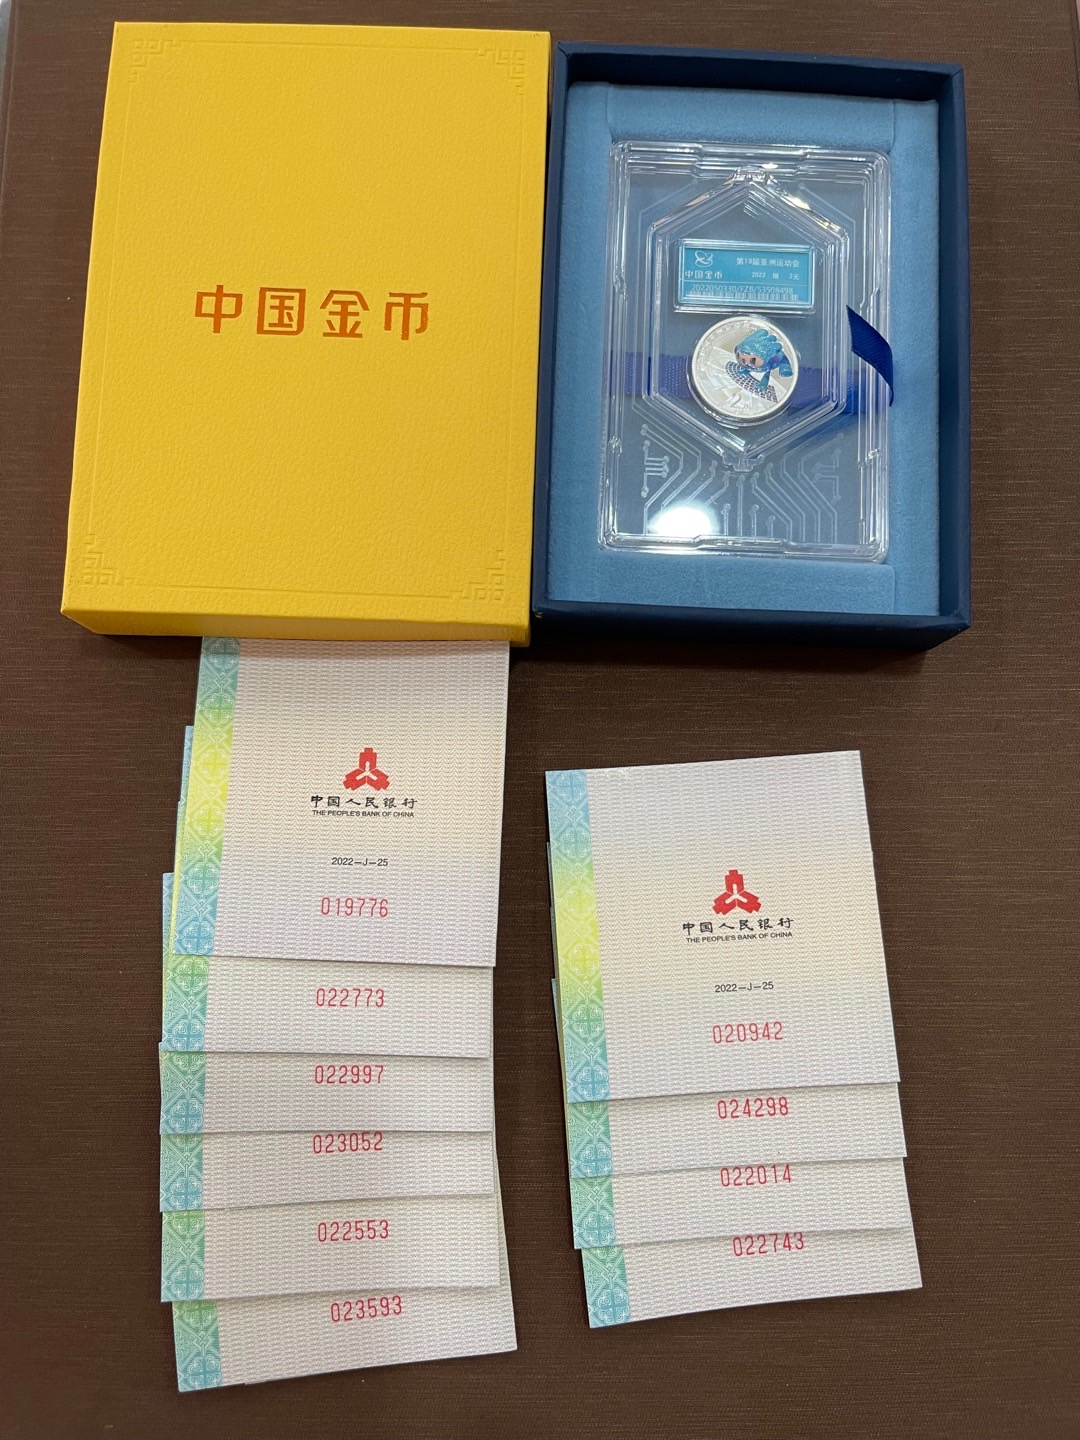 中国金币
第19届亚洲运动会
中国金币
2022 银 2元
2022050330/FZB/53508498
中国人民银行
THE PEOPLE'S BANK OF CHINA
2022—J—25
019776
022773
022997
023052
022553
023593
中国人民银行
THE PEOPLE'S BANK OF CHINA
2022—J—25
020942
024298
022014
022743